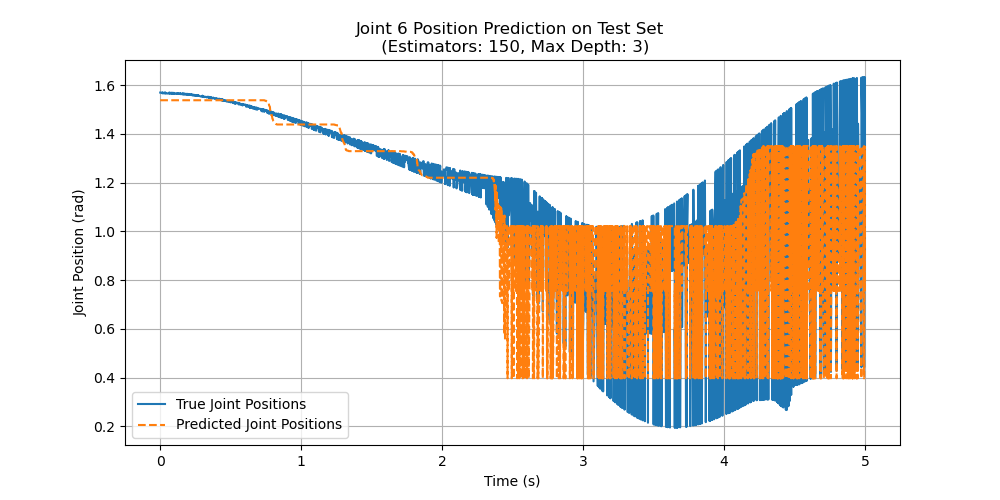 Joint 6 Position Prediction on Test Set
(Estimators: 150, Max Depth: 3)
Joint Position (rad)
1.6
1.4
1.2
1.0
0.8
0.6
0.4
0.2
True Joint Positions
Predicted Joint Positions
0 1 2 3 4 5
Time (s)